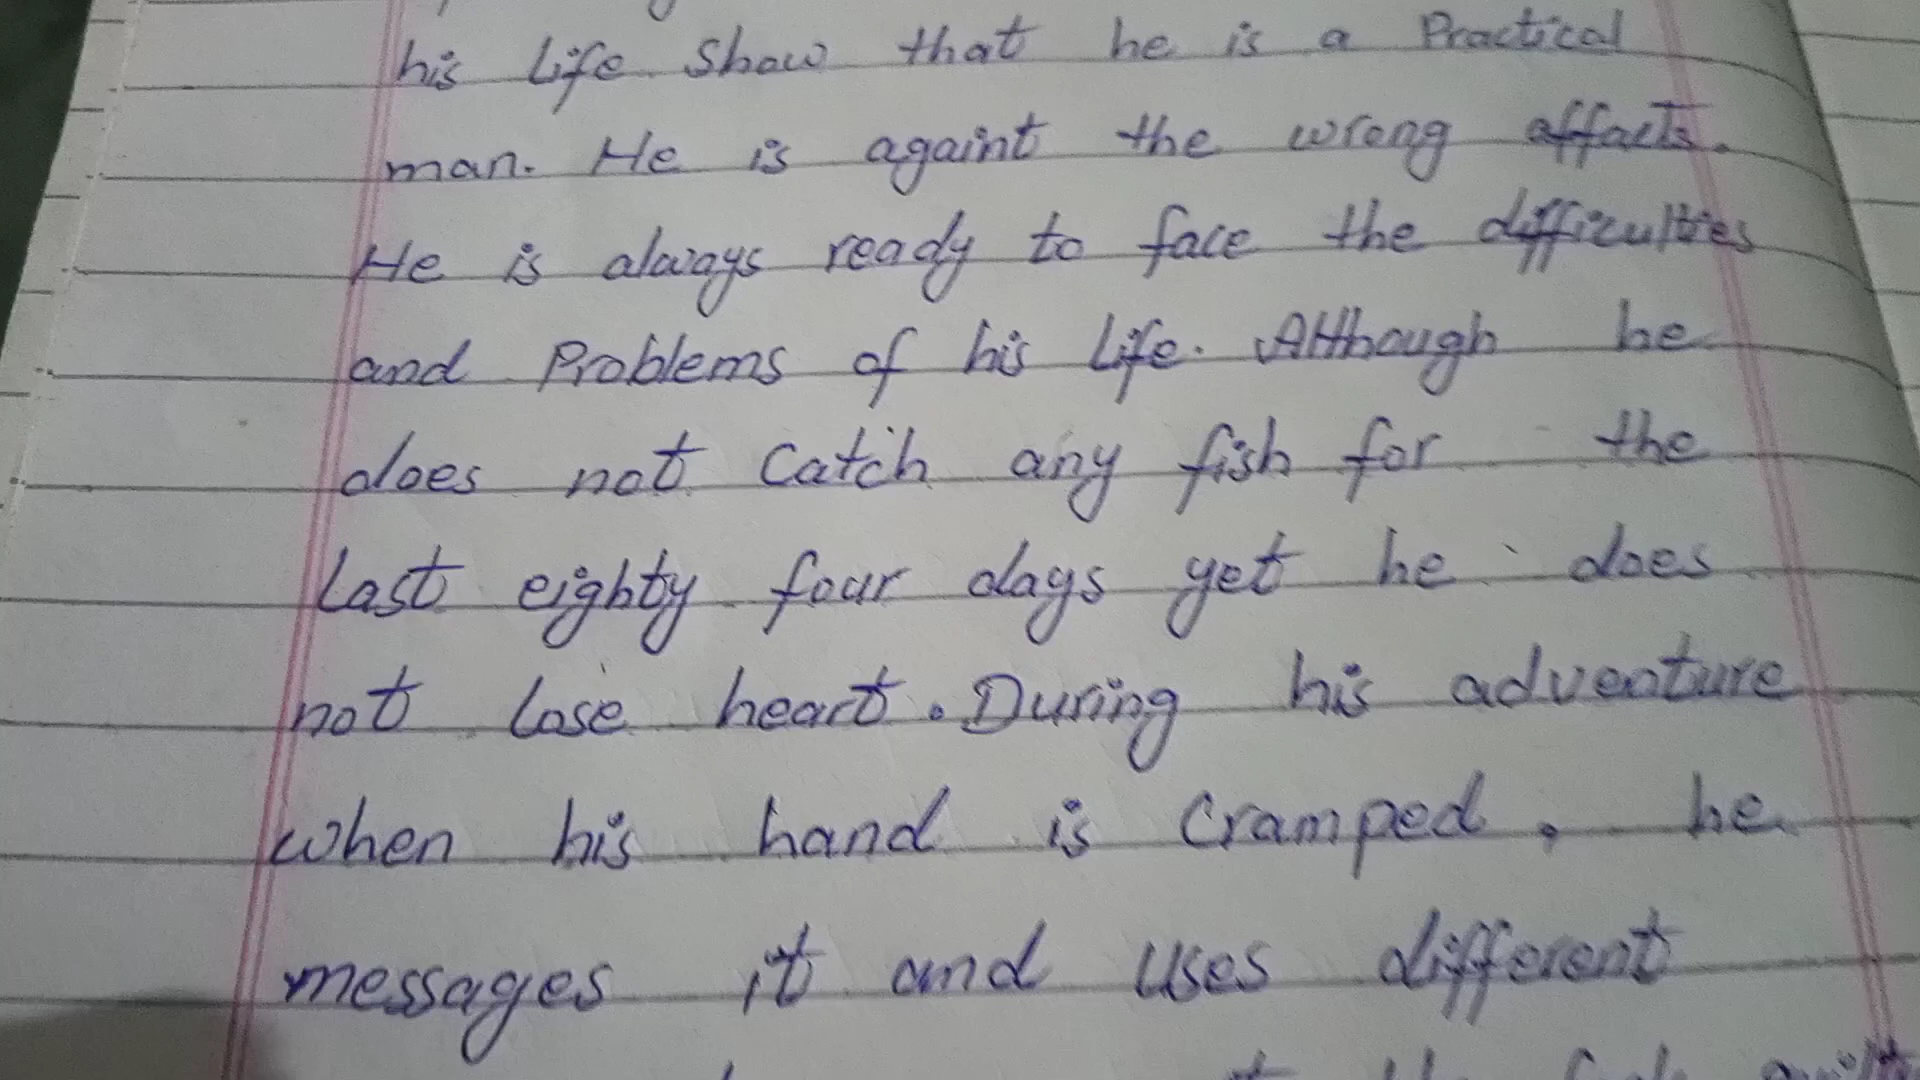 his life show that he is a Practical
man. He is againt the wrong affacts.
He is always ready to face the difficulties
and Problems of his life. Although he
does not Catch any fish for the
last eighty four days yet he does
not lose heart. During his adventure
when his hand is Cramped, he
messages it and uses different